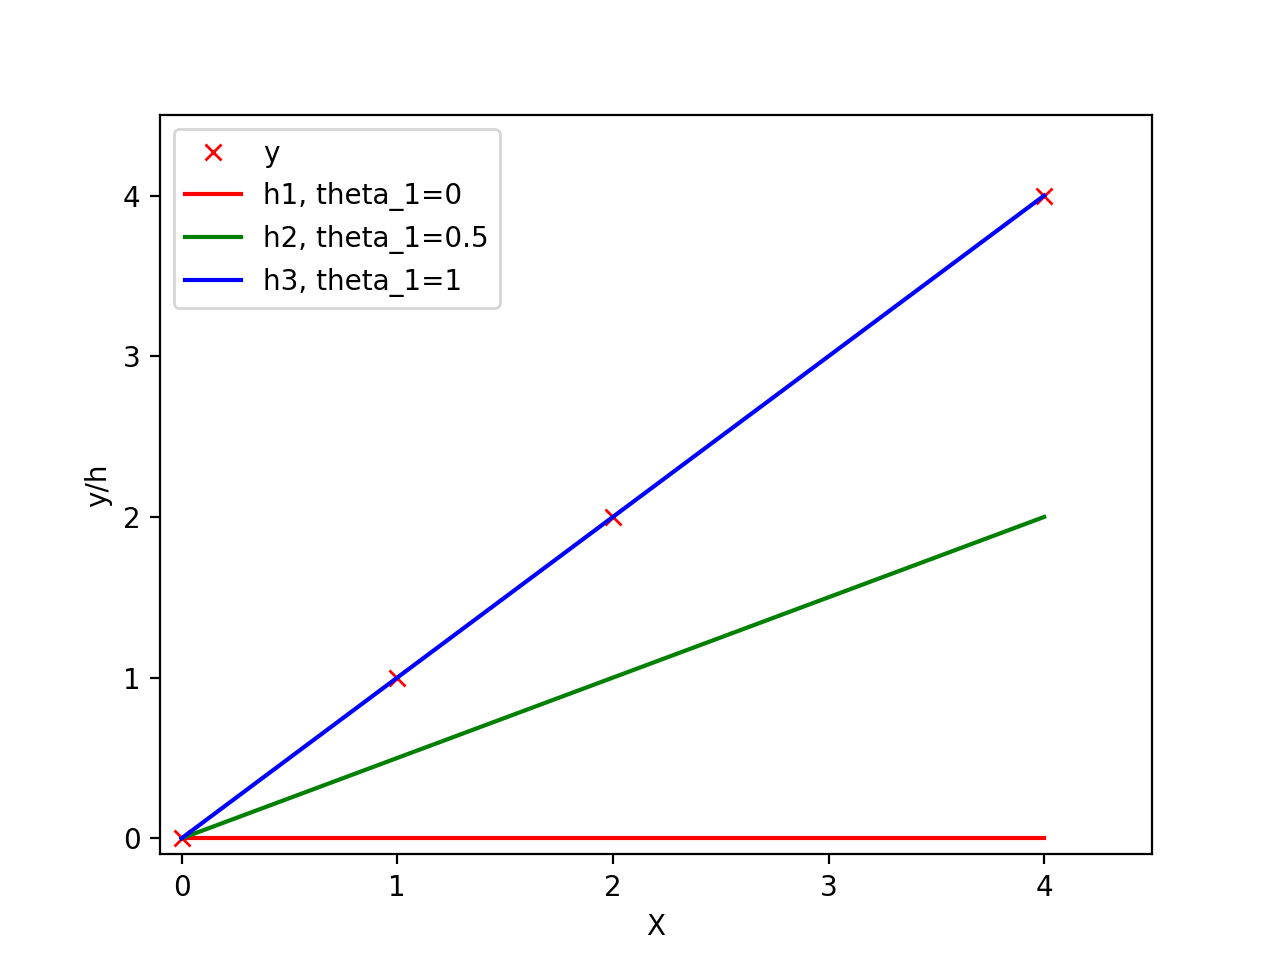 y
h1, theta_1=0
h2, theta_1=0.5
h3, theta_1=1
4
3
2
1
0
y/h
0 1 2 3 4
X